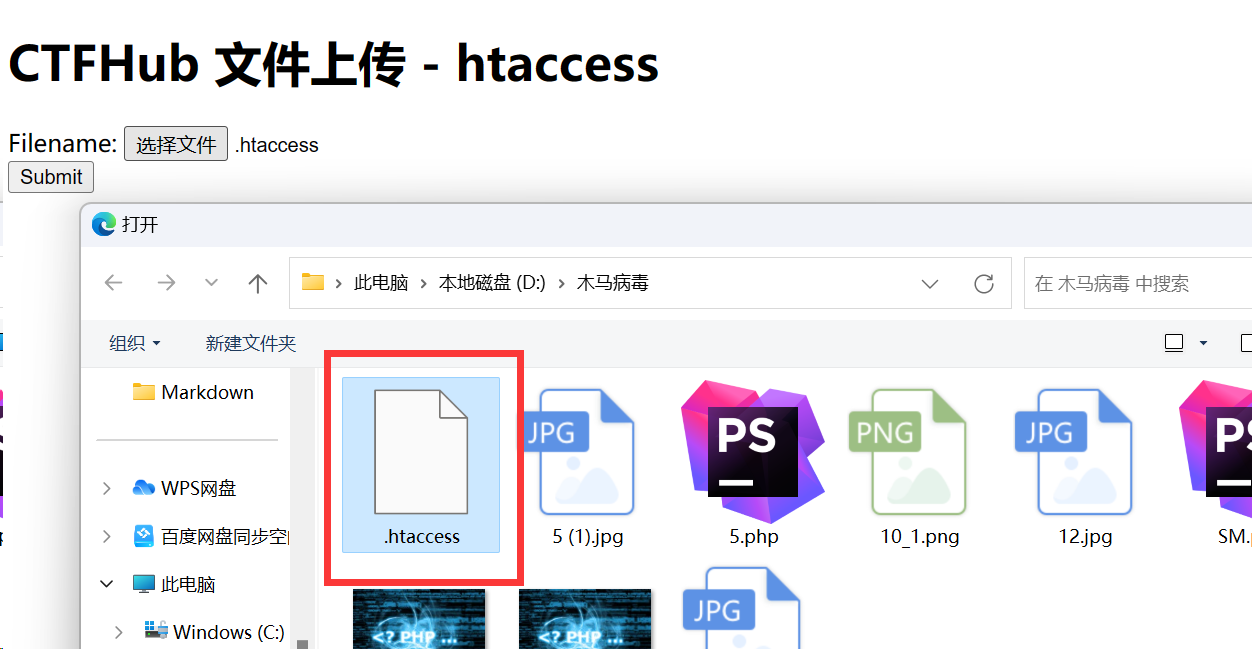 CTFHub 文件上传 - htaccess
Filename: 选择文件 .htaccess
Submit
打开
此电脑 › 本地磁盘 (D:) › 木马病毒
在 木马病毒 中搜索
组织
新建文件夹
Markdown
WPS网盘
百度网盘同步空
此电脑
Windows (C:)
.htaccess
JPG
5 (1).jpg
PS
5.php
PNG
10_1.png
JPG
12.jpg
PS
SM.
<? PHP ...
<? PHP ...
JPG